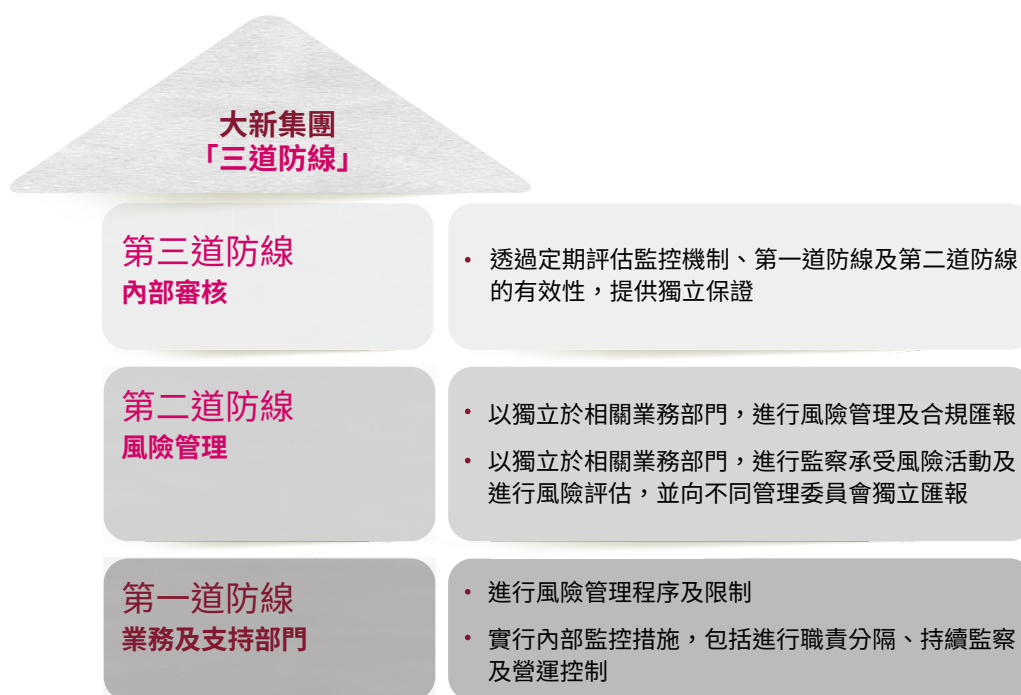 大新集團
「三道防線」
第三道防線
內部審核
• 透過定期評估監控機制、第一道防線及第二道防線
的有效性，提供獨立保證
第二道防線
風險管理
• 以獨立於相關業務部門，進行風險管理及合規匯報
• 以獨立於相關業務部門，進行監察承受風險活動及
進行風險評估，並向不同管理委員會獨立匯報
第一道防線
業務及支持部門
• 進行風險管理程序及限制
• 實行內部監控措施，包括進行職責分隔、持續監察
及營運控制